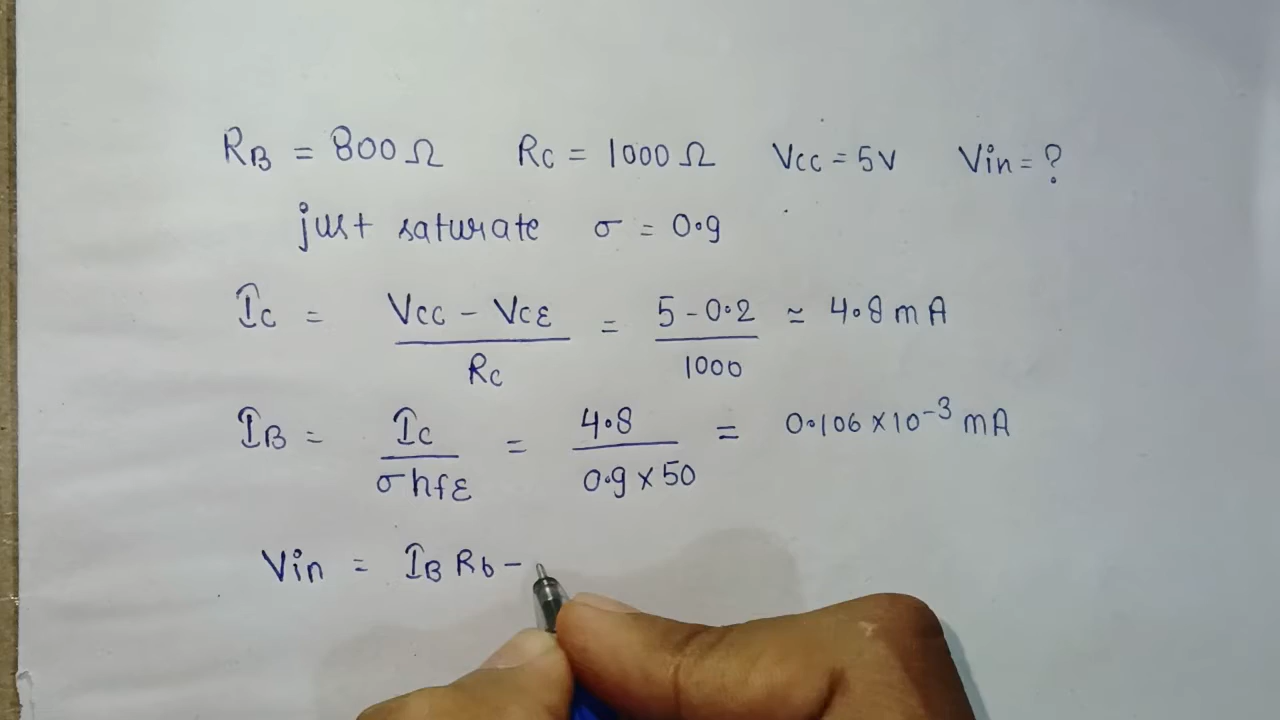 RB = 800Ω RC = 1000Ω Vcc = 5V Vin = ?
just saturate σ = 0.9
IC = Vcc - VCE / RC = 5 - 0.2 / 1000 ≃ 4.8 mA
IB = IC / σ hfE = 4.8 / 0.9 × 50 = 0.106 × 10⁻³ mA
Vin = IB Rb -